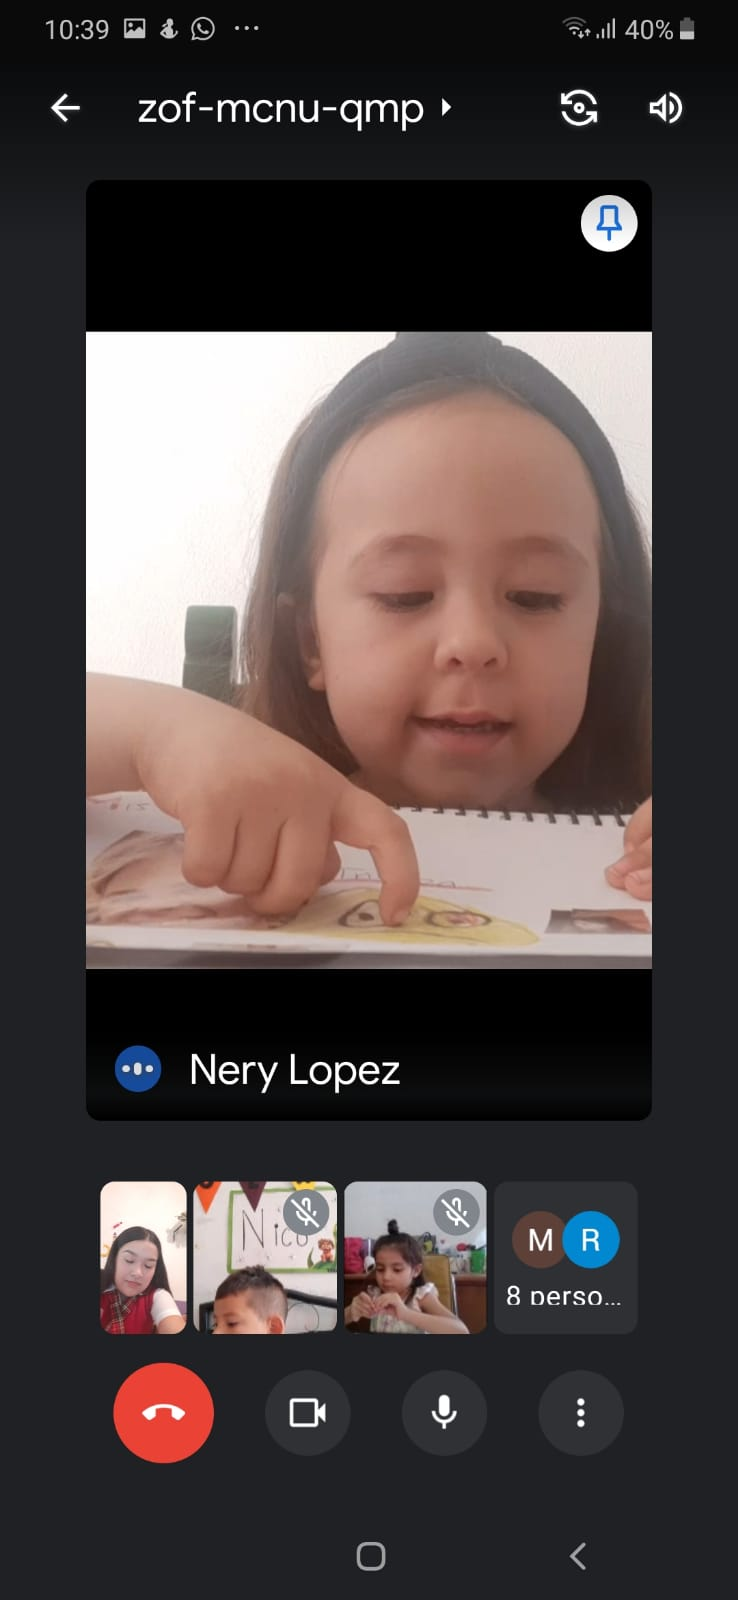 10:39
40%
zof-mcnu-qmp
Nery Lopez
Nico
M R
8 perso...